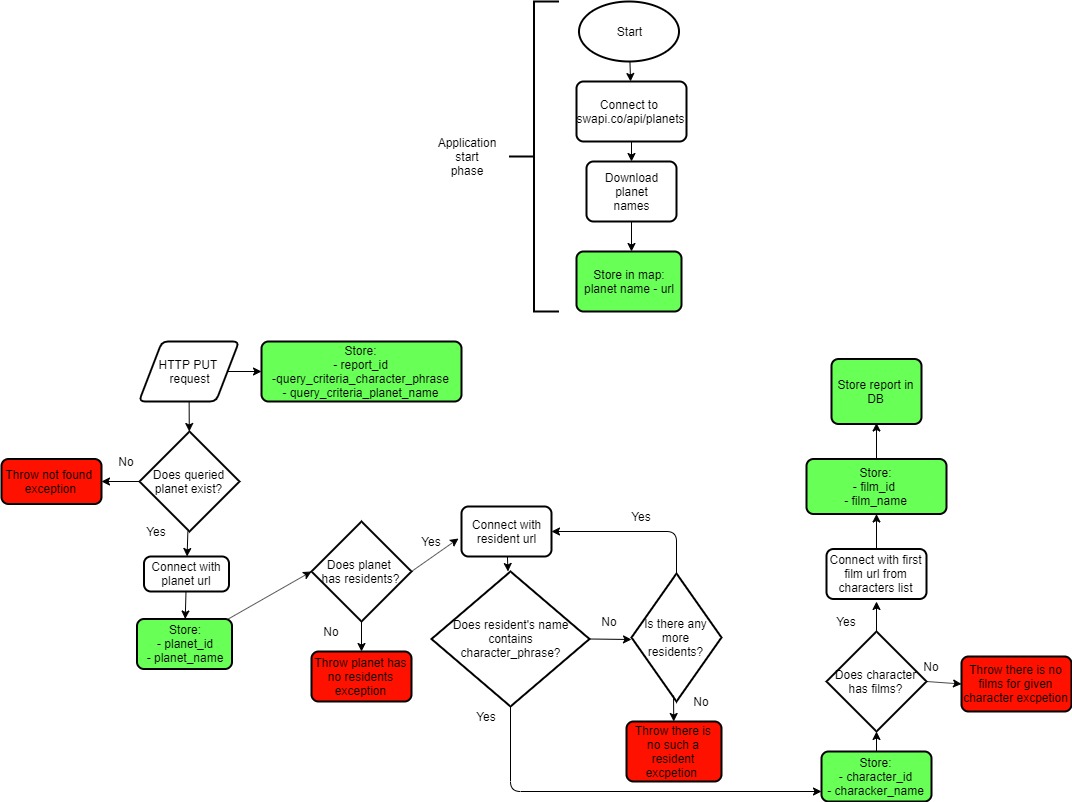 Start
Connect to
swapi.co/api/planets
Application
start
phase
Download
planet
names
Store in map:
planet name - url
HTTP PUT
request
Store:
- report_id
-query_criteria_character_phrase
- query_criteria_planet_name
No
Does queried
planet exist?
Throw not found
exception
Yes
Connect with
planet url
Store:
- planet_id
- planet_name
Does planet
has residents?
Yes
No
Throw planet has
no residents
exception
Connect with
resident url
Yes
Does resident's name
contains
character_phrase?
No
Is there any
more
residents?
Yes
No
Throw there is
no such a
resident
excpetion
Store report in
DB
Store:
- film_id
- film_name
Connect with first
film url from
characters list
Yes
Does character
has films?
No
Throw there is no
films for given
character excpetion
Store:
- character_id
- characker_name